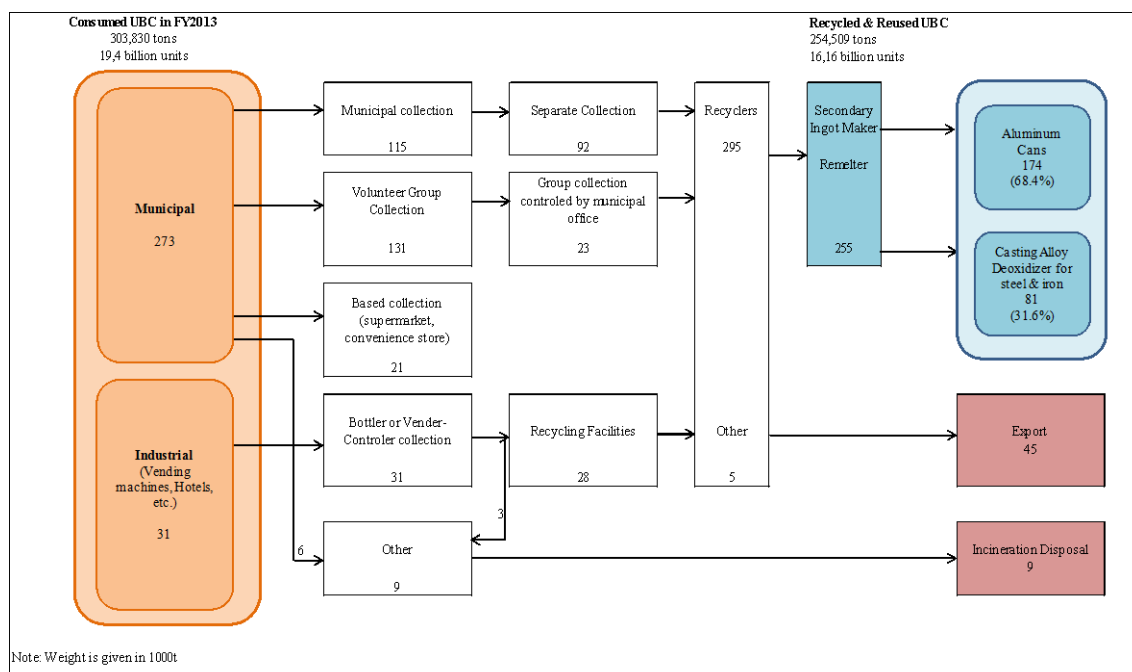 Consumed UBC in FY2013
303,830 tons
19,4 billion units
Recycled & Reused UBC
254,509 tons
16,16 billion units
Municipal
273
Industrial
(Vending
machines, Hotels,
etc.)
31
Municipal collection
115
Volunteer Group
Collection
131
Based collection
(supermarket,
convenience store)
21
Bottler or Vender-
Controler collection
31
6
Other
9
3
Separate Collection
92
Group collection
controled by municipal
office
23
Recycling Facilities
28
Recyclers
295
Other
5
Secondary
Ingot Maker
Remelter
255
Aluminum
Cans
174
(68.4%)
Casting Alloy
Deoxidizer for
steel & iron
81
(31.6%)
Export
45
Incineration Disposal
9
Note: Weight is given in 1000t